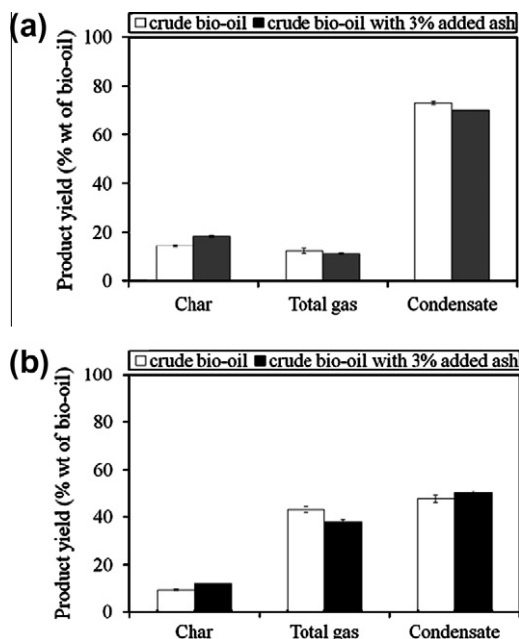 (a)
crude bio-oil crude bio-oil with 3% added ash
Product yield (% wt of bio-oil)
100
80
60
40
20
0
Char Total gas Condensate
(b)
crude bio-oil crude bio-oil with 3% added ash
Product yield (% wt of bio-oil)
100
80
60
40
20
0
Char Total gas Condensate